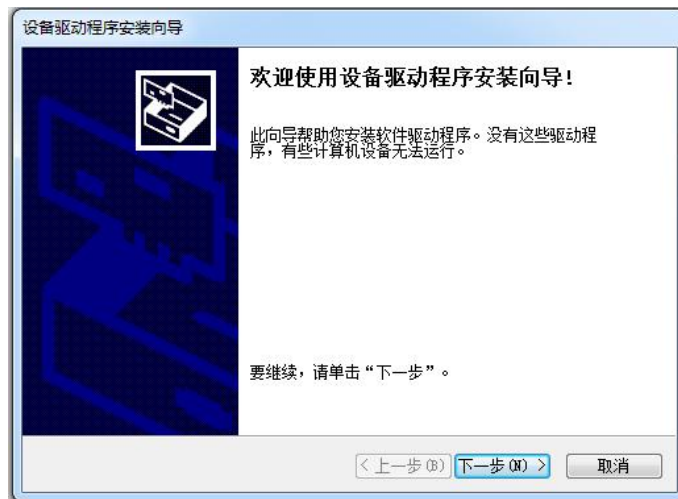 设备驱动程序安装向导
欢迎使用设备驱动程序安装向导!
此向导帮助您安装软件驱动程序。没有这些驱动程
序，有些计算机设备无法运行。
要继续，请单击“下一步”。
< 上一步(B) 下一步(N) > 取消